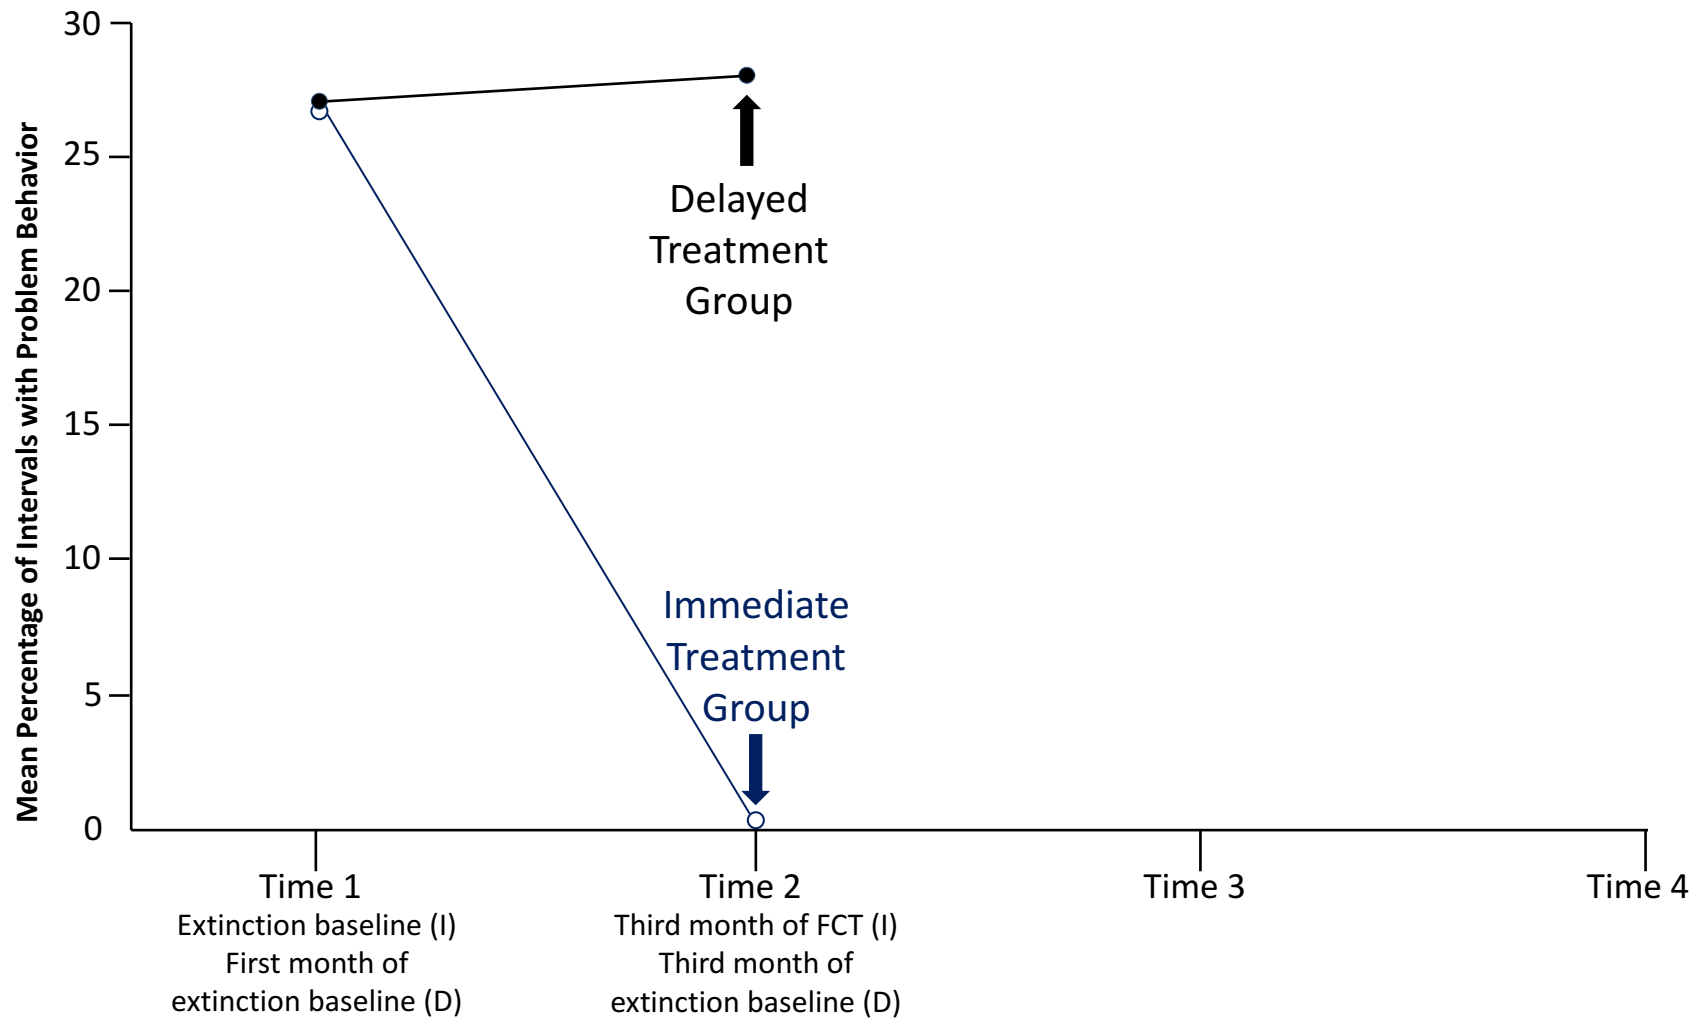 Mean Percentage of Intervals with Problem Behavior
30
25
20
15
10
5
0
Delayed
Treatment
Group
Immediate
Treatment
Group
Time 1
Extinction baseline (I)
First month of
extinction baseline (D)
Time 2
Third month of FCT (I)
Third month of
extinction baseline (D)
Time 3
Time 4